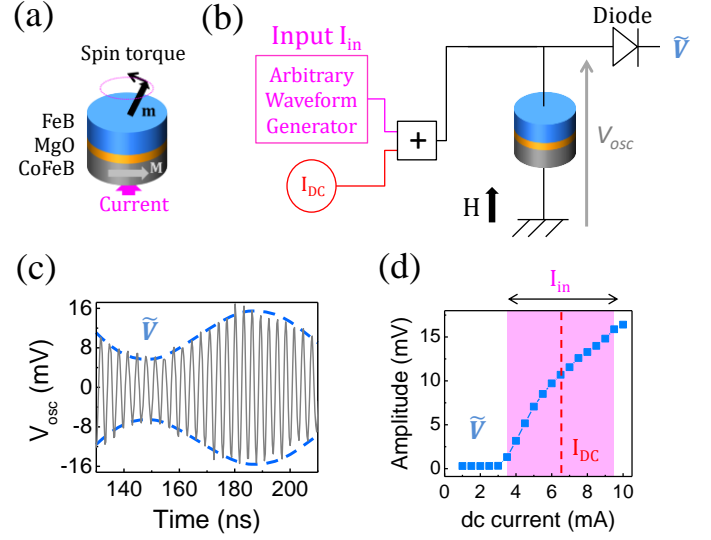 (a)
Spin torque
m
FeB
MgO
CoFeB
M
Current
(b)
Input I_in
Arbitrary
Waveform
Generator
I_DC
+
H
Diode
Ṽ
V_osc
(c)
V_osc (mV)
16
8
0
-8
-16
Ṽ
140 160 180 200
Time (ns)
(d)
I_in
Amplitude (mV)
15
10
5
0
Ṽ
I_DC
2 4 6 8 10
dc current (mA)